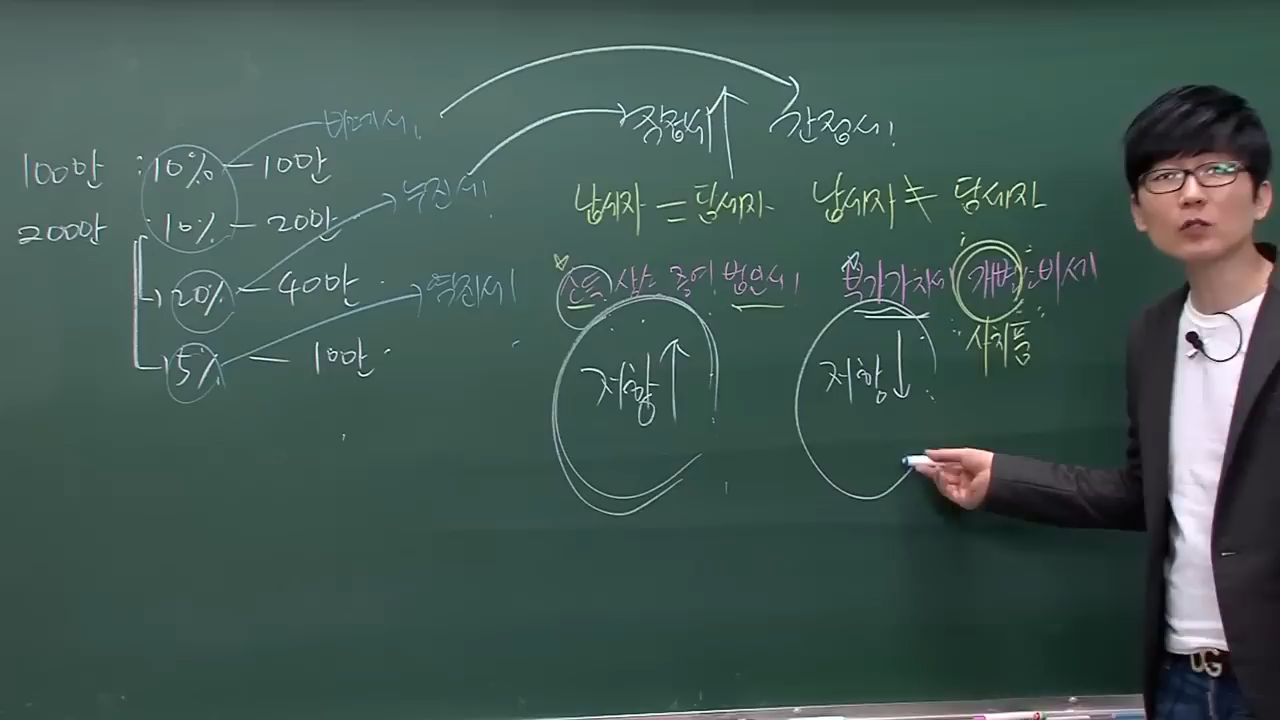 비례세
100만 : 10% – 100만
200만 : 10% – 20만
20% – 40만
5% – 10만
누진세
역진세
직접세↑ 간접세
납세자 = 담세자 납세자 ≠ 담세자
☆ 소득 상속 증여 법인세 ☆ 부가가치세 개별소비세
사치품
저항↑ 저항↓